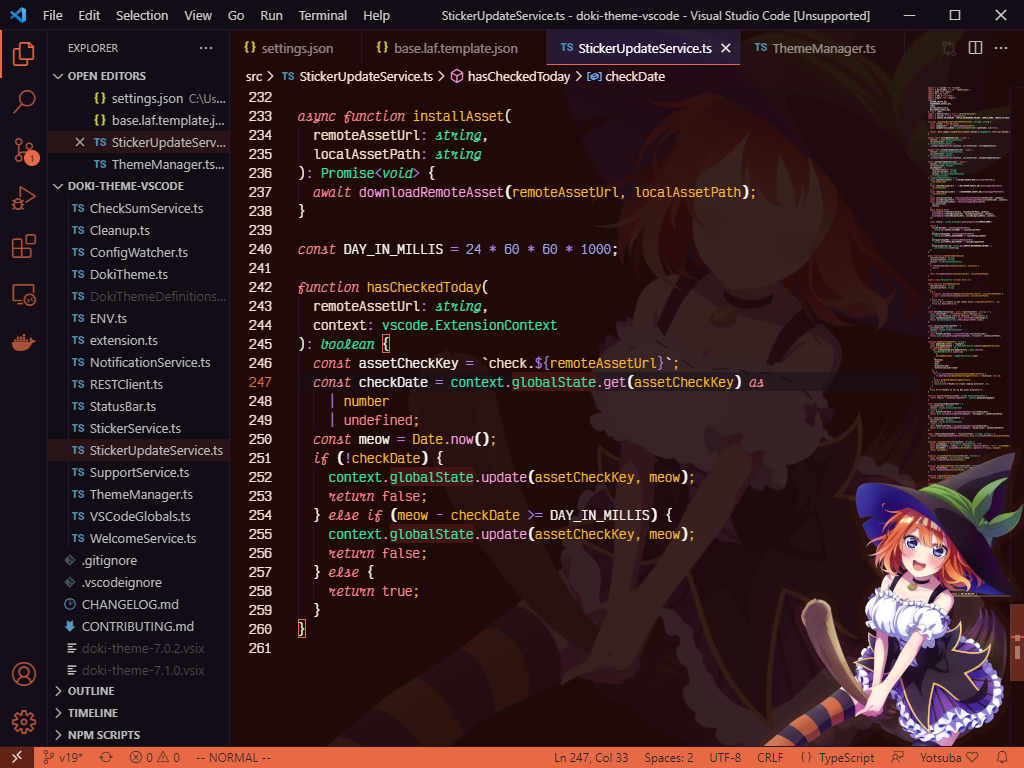 File Edit Selection View Go Run Terminal Help StickerUpdateService.ts - doki-theme-vscode - Visual Studio Code [Unsupported]
EXPLORER ...
OPEN EDITORS
{} settings.json C:\Us...
{} base.laf.template.j...
TS StickerUpdateServ...
TS ThemeManager.ts...
DOKI-THEME-VSCODE
TS CheckSumService.ts
TS Cleanup.ts
TS ConfigWatcher.ts
TS DokiTheme.ts
TS DokiThemeDefinitions...
TS ENV.ts
TS extension.ts
TS NotificationService.ts
TS RESTClient.ts
TS StatusBar.ts
TS StickerService.ts
TS StickerUpdateService.ts
TS SupportService.ts
TS ThemeManager.ts
TS VSCodeGlobals.ts
TS WelcomeService.ts
.gitignore
.vscodeignore
CHANGELOG.md
CONTRIBUTING.md
doki-theme-7.0.2.vsix
doki-theme-7.1.0.vsix
OUTLINE
TIMELINE
NPM SCRIPTS
1
{} settings.json {} base.laf.template.json TS StickerUpdateService.ts TS ThemeManager.ts
src > TS StickerUpdateService.ts > hasCheckedToday > checkDate
232
233 async function installAsset(
234 remoteAssetUrl: string,
235 localAssetPath: string
236 ): Promise<void> {
237 await downloadRemoteAsset(remoteAssetUrl, localAssetPath);
238 }
239
240 const DAY_IN_MILLIS = 24 * 60 * 60 * 1000;
241
242 function hasCheckedToday(
243 remoteAssetUrl: string,
244 context: vscode.ExtensionContext
245 ): boolean {
246 const assetCheckKey = `check.${remoteAssetUrl}`;
247 const checkDate = context.globalState.get(assetCheckKey) as
248 | number
249 | undefined;
250 const meow = Date.now();
251 if (!checkDate) {
252 context.globalState.update(assetCheckKey, meow);
253 return false;
254 } else if (meow - checkDate >= DAY_IN_MILLIS) {
255 context.globalState.update(assetCheckKey, meow);
256 return false;
257 } else {
258 return true;
259 }
260 }
261
v19* 0 0 -- NORMAL -- Ln 247, Col 33 Spaces: 2 UTF-8 CRLF {} TypeScript Yotsuba ♡